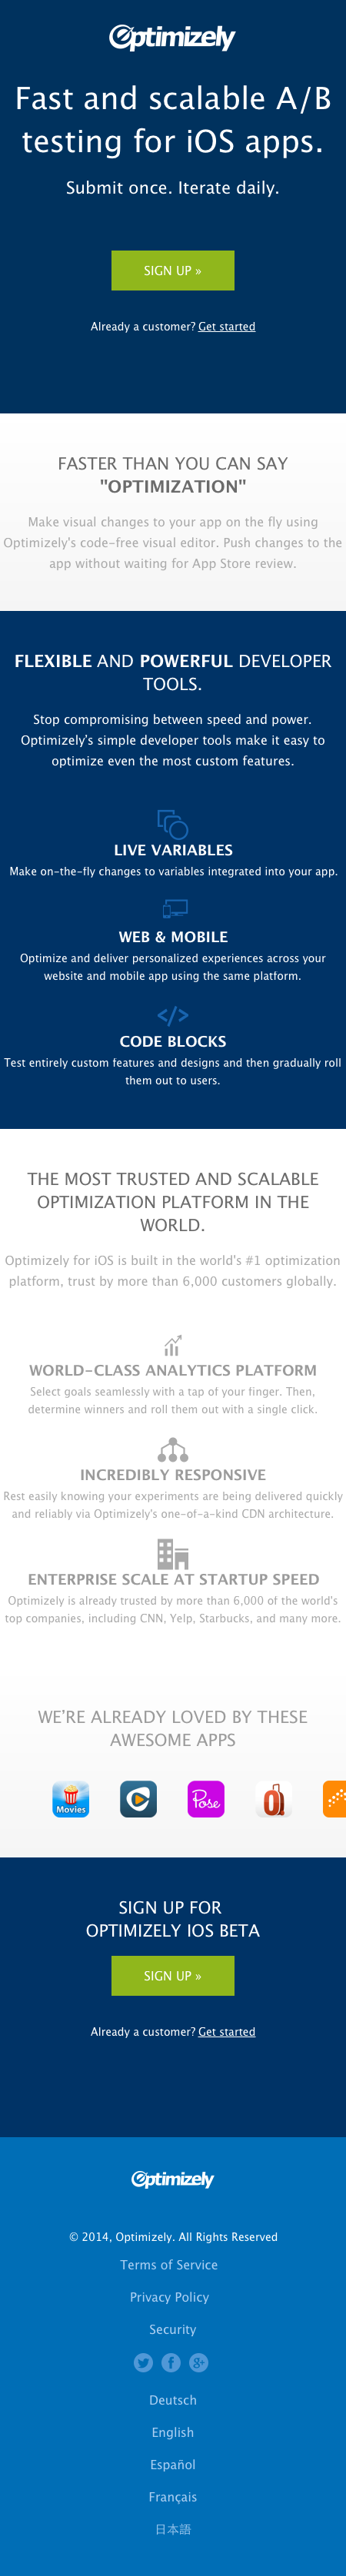 Optimizely
Fast and scalable A/B
testing for iOS apps.
Submit once. Iterate daily.
SIGN UP »
Already a customer? Get started
FASTER THAN YOU CAN SAY
"OPTIMIZATION"
Make visual changes to your app on the fly using
Optimizely's code-free visual editor. Push changes to the
app without waiting for App Store review.
FLEXIBLE AND POWERFUL DEVELOPER
TOOLS.
Stop compromising between speed and power.
Optimizely's simple developer tools make it easy to
optimize even the most custom features.
LIVE VARIABLES
Make on-the-fly changes to variables integrated into your app.
WEB & MOBILE
Optimize and deliver personalized experiences across your
website and mobile app using the same platform.
</>
CODE BLOCKS
Test entirely custom features and designs and then gradually roll
them out to users.
THE MOST TRUSTED AND SCALABLE
OPTIMIZATION PLATFORM IN THE
WORLD.
Optimizely for iOS is built in the world's #1 optimization
platform, trust by more than 6,000 customers globally.
WORLD-CLASS ANALYTICS PLATFORM
Select goals seamlessly with a tap of your finger. Then,
determine winners and roll them out with a single click.
INCREDIBLY RESPONSIVE
Rest easily knowing your experiments are being delivered quickly
and reliably via Optimizely's one-of-a-kind CDN architecture.
ENTERPRISE SCALE AT STARTUP SPEED
Optimizely is already trusted by more than 6,000 of the world's
top companies, including CNN, Yelp, Starbucks, and many more.
WE'RE ALREADY LOVED BY THESE
AWESOME APPS
Movies
Pose
SIGN UP FOR
OPTIMIZELY IOS BETA
SIGN UP »
Already a customer? Get started
Optimizely
© 2014, Optimizely. All Rights Reserved
Terms of Service
Privacy Policy
Security
Deutsch
English
Español
Français
日本語